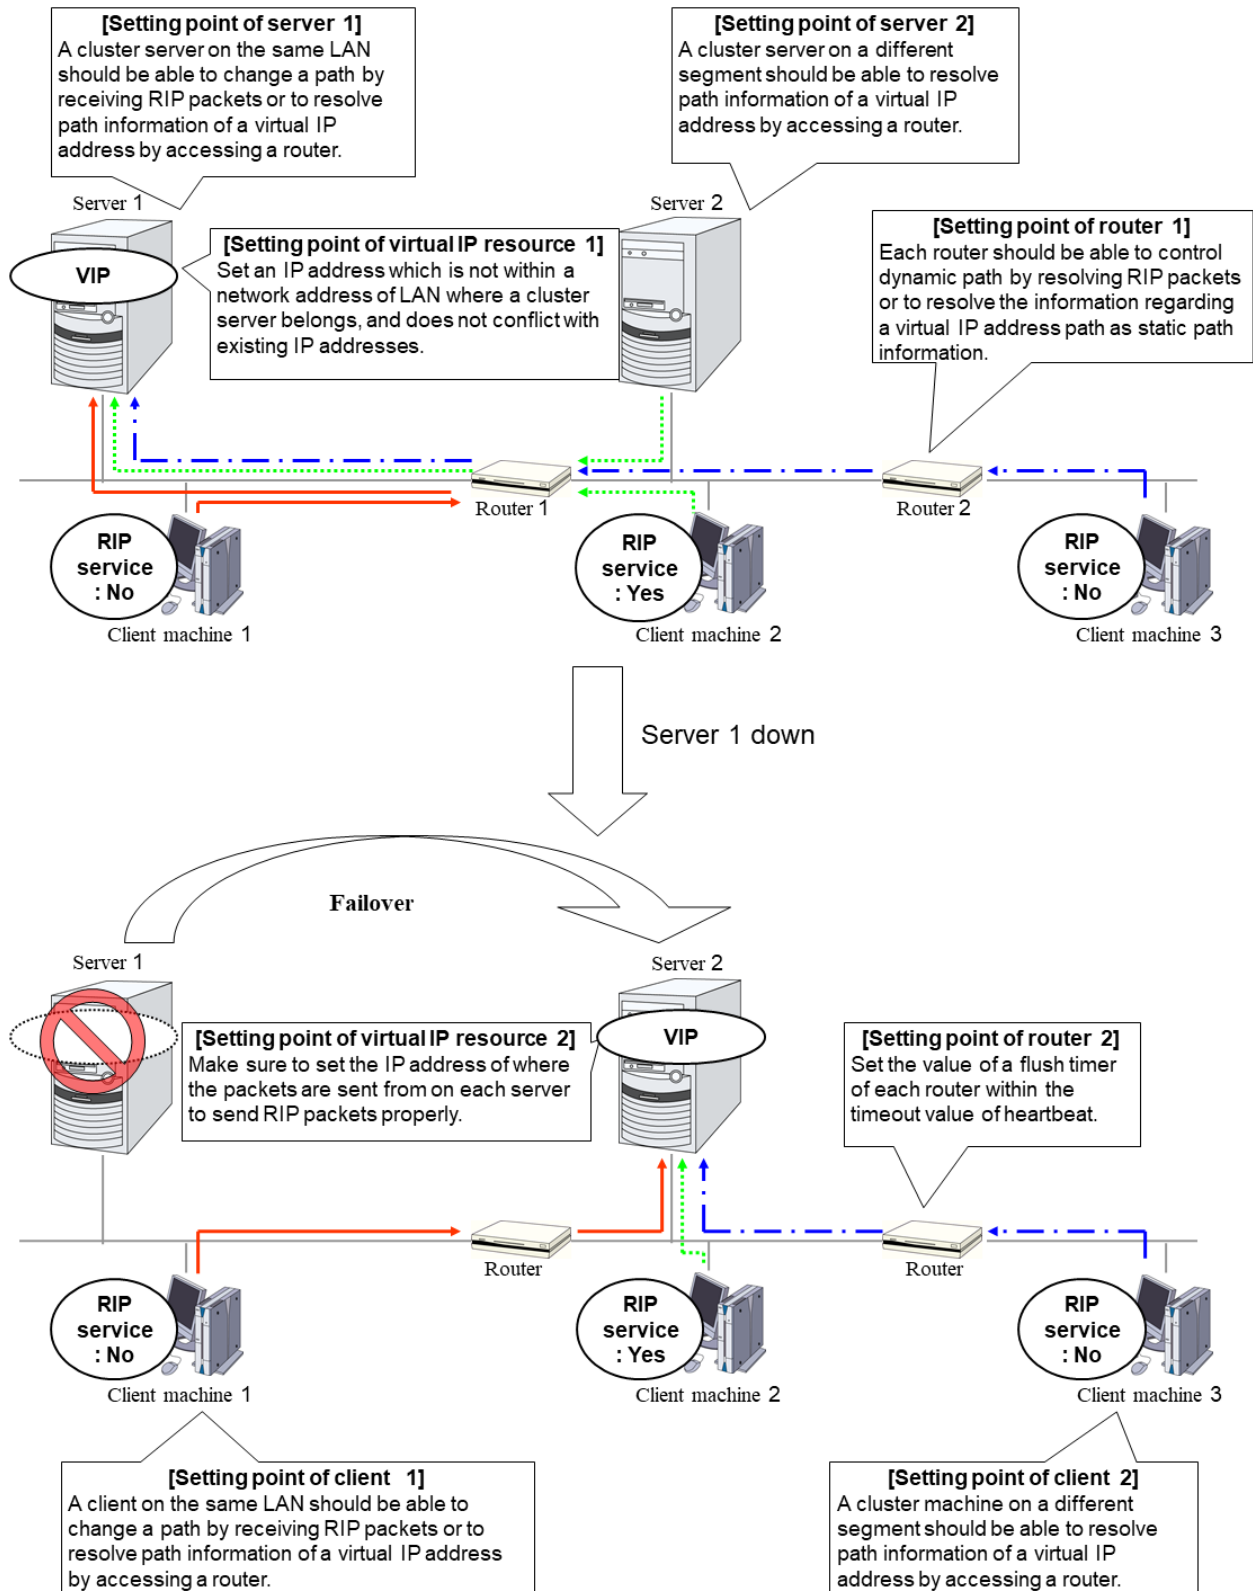 [Setting point of server 1]
A cluster server on the same LAN
should be able to change a path by
receiving RIP packets or to resolve
path information of a virtual IP
address by accessing a router.
[Setting point of server 2]
A cluster server on a different
segment should be able to resolve
path information of a virtual IP
address by accessing a router.
Server 1
Server 2
VIP
[Setting point of virtual IP resource 1]
Set an IP address which is not within a
network address of LAN where a cluster
server belongs, and does not conflict with
existing IP addresses.
[Setting point of router 1]
Each router should be able to control
dynamic path by resolving RIP packets
or to resolve the information regarding
a virtual IP address path as static path
information.
Router 1
Router 2
RIP
service
: No
RIP
service
: Yes
RIP
service
: No
Client machine 1
Client machine 2
Client machine 3
Server 1 down
Failover
Server 1
Server 2
[Setting point of virtual IP resource 2]
Make sure to set the IP address of where
the packets are sent from on each server
to send RIP packets properly.
VIP
[Setting point of router 2]
Set the value of a flush timer
of each router within the
timeout value of heartbeat.
Router
Router
RIP
service
: No
RIP
service
: Yes
RIP
service
: No
Client machine 1
Client machine 2
Client machine 3
[Setting point of client 1]
A client on the same LAN should be able to
change a path by receiving RIP packets or to
resolve path information of a virtual IP address
by accessing a router.
[Setting point of client 2]
A cluster machine on a different
segment should be able to resolve
path information of a virtual IP
address by accessing a router.